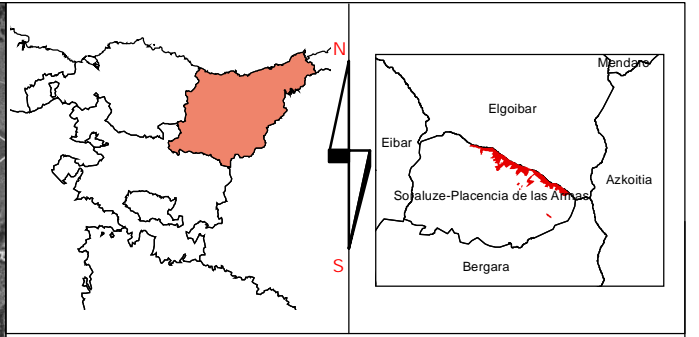 N
Mendaro
Elgoibar
Eibar
Azkoitia
Soraluze-Placencia de las Armas
S
Bergara